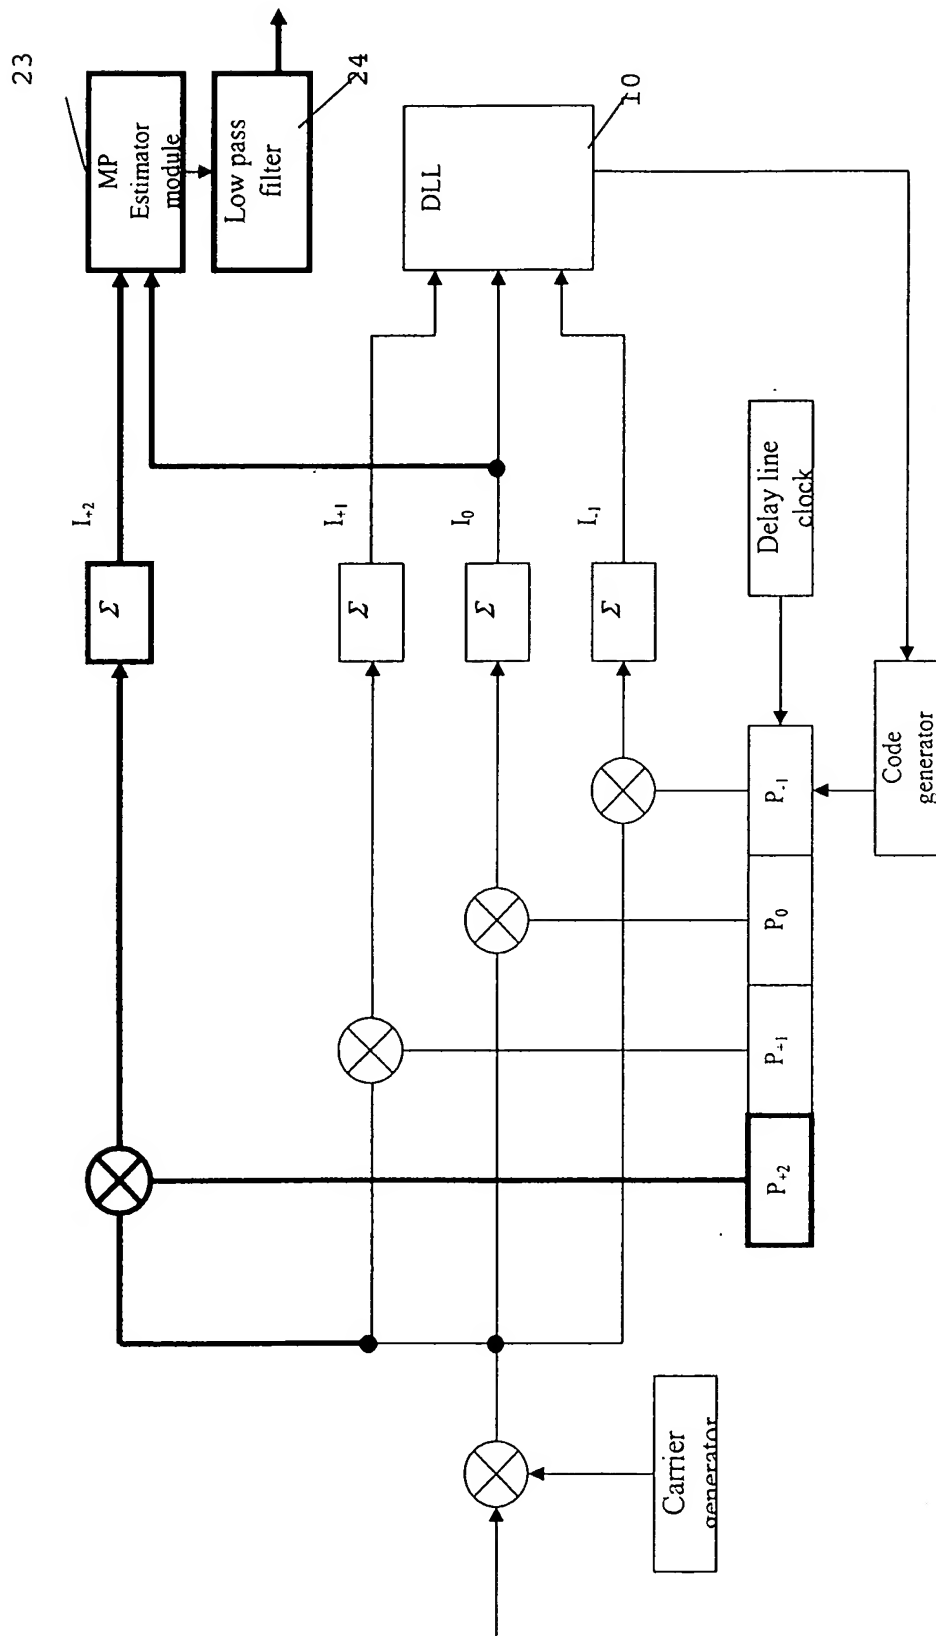 23
MP
Estimator
module
24
Low pass
filter
10
DLL
I+2
I+1
I0
I-1
Σ
Σ
Σ
Σ
Delay line
clock
P+2
P+1
P0
P-1
Code
generator
Carrier
generator